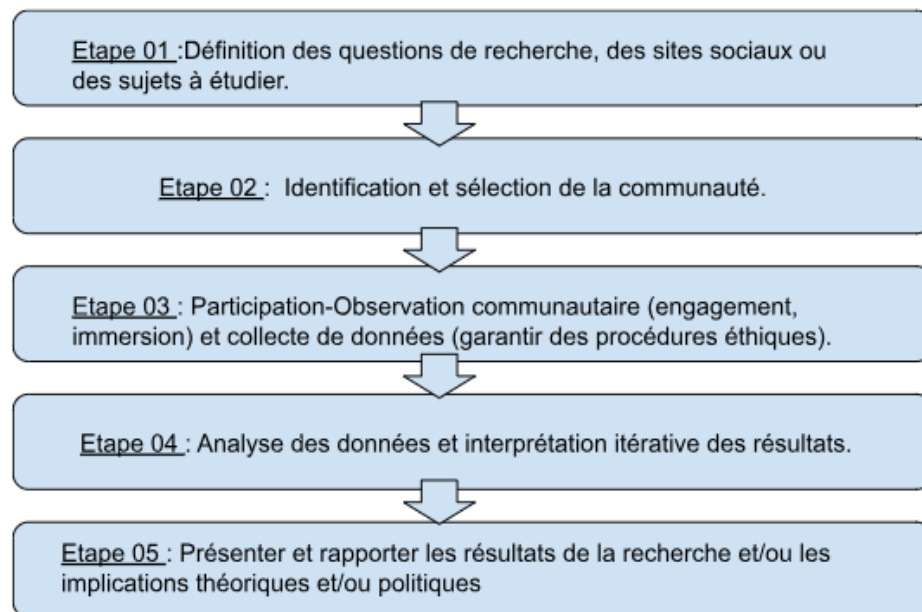 Etape 01 :Définition des questions de recherche, des sites sociaux ou
des sujets à étudier.
Etape 02 : Identification et sélection de la communauté.
Etape 03 : Participation-Observation communautaire (engagement,
immersion) et collecte de données (garantir des procédures éthiques).
Etape 04 : Analyse des données et interprétation itérative des résultats.
Etape 05 : Présenter et rapporter les résultats de la recherche et/ou les
implications théoriques et/ou politiques